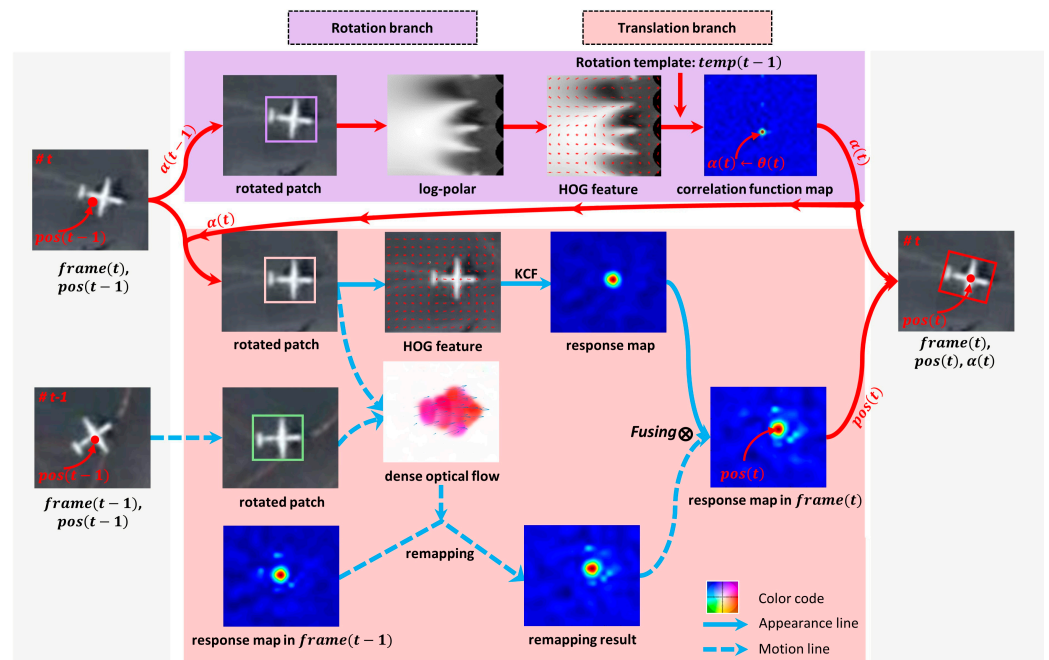 Rotation branch
Translation branch
Rotation template: temp(t−1)
# t
pos(t−1)
frame(t),
pos(t−1)
α(t−1)
rotated patch
log-polar
HOG feature
α(t)←θ(t)
correlation function map
α(t)
α(t)
rotated patch
HOG feature
KCF
response map
# t
pos(t)
frame(t),
pos(t), α(t)
# t-1
pos(t−1)
frame(t−1),
pos(t−1)
rotated patch
dense optical flow
Fusing⊗
pos(t)
response map in frame(t)
pos(t)
remapping
response map in frame(t−1)
remapping result
Color code
Appearance line
Motion line